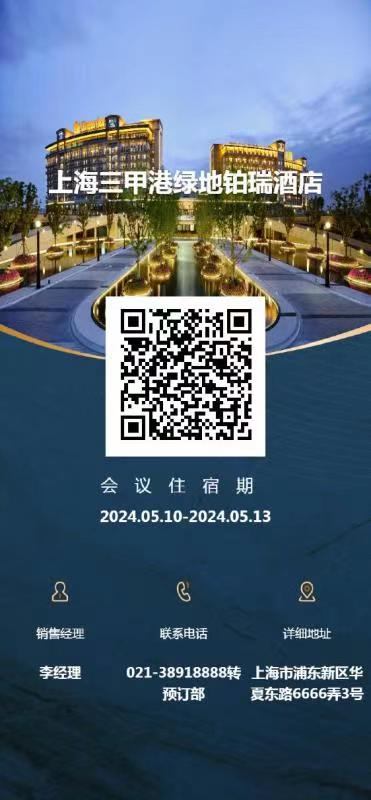 上海三甲港绿地铂瑞酒店
会议住宿期
2024.05.10-2024.05.13
销售经理
联系电话
详细地址
李经理
021-38918888转
预订部
上海市浦东新区华
夏东路6666弄3号